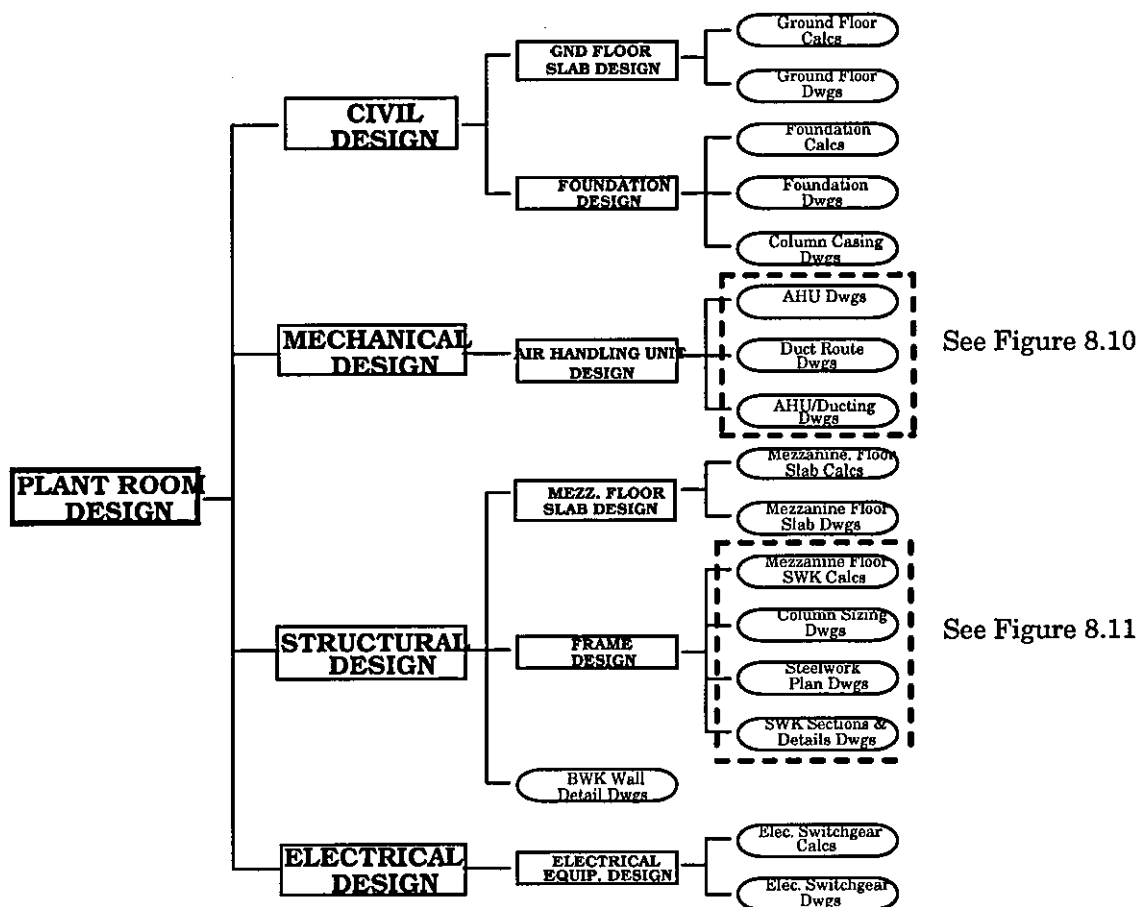 Ground Floor
Calcs
GND FLOOR
SLAB DESIGN
Ground Floor
Dwgs
CIVIL
DESIGN
Foundation
Calcs
FOUNDATION
DESIGN
Foundation
Dwgs
Column Casing
Dwgs
AHU Dwgs
MECHANICAL
DESIGN
AIR HANDLING UNIT
DESIGN
Duct Route
Dwgs
See Figure 8.10
AHU/Ducting
Dwgs
PLANT ROOM
DESIGN
Mezzanine. Floor
Slab Calcs
MEZZ. FLOOR
SLAB DESIGN
Mezzanine Floor
Slab Dwgs
Mezzanine Floor
SWK Calcs
STRUCTURAL
DESIGN
FRAME
DESIGN
Column Sizing
Dwgs
See Figure 8.11
Steelwork
Plan Dwgs
SWK Sections &
Details Dwgs
BWK Wall
Detail Dwgs
Elec. Switchgear
Calcs
ELECTRICAL
DESIGN
ELECTRICAL
EQUIP. DESIGN
Elec. Switchgear
Dwgs